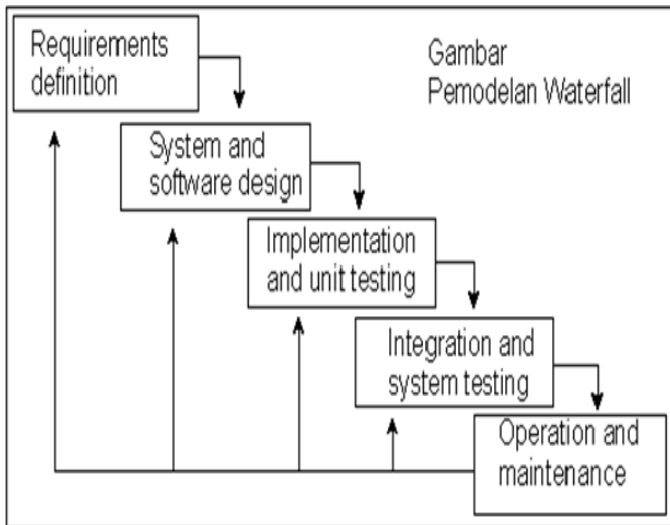 Requirements
definition
Gambar
Pemodelan Waterfall
System and
software design
Implementation
and unit testing
Integration and
system testing
Operation and
maintenance